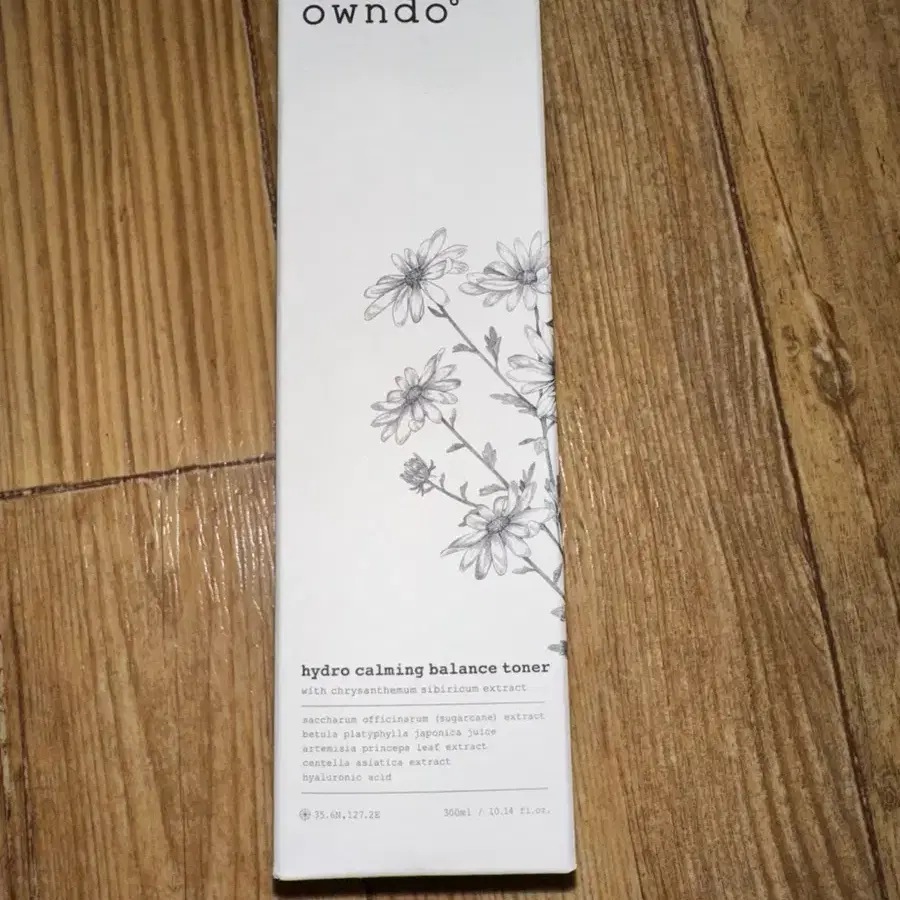 owndo°
hydro calming balance toner
with chrysanthemum sibiricum extract
saccharum officinarum (sugarcane) extract
betula platyphylla japonica juice
artemisia princeps leaf extract
centella asiatica extract
hyaluronic acid
35.6N,127.2E 300ml / 10.14 fl.oz.